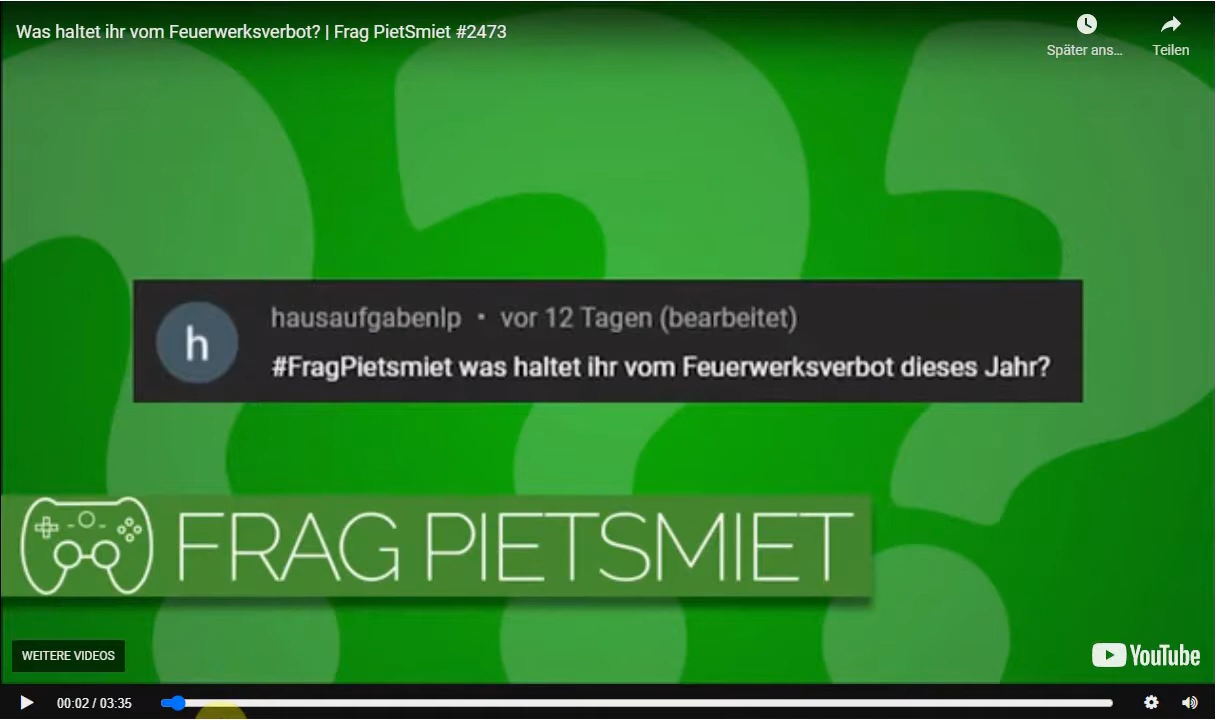 Was haltet ihr vom Feuerwerksverbot? | Frag PietSmiet #2473
Später ans...
Teilen
h
hausaufgabenlp • vor 12 Tagen (bearbeitet)
#FragPietsmiet was haltet ihr vom Feuerwerksverbot dieses Jahr?
FRAG PIETSMIET
WEITERE VIDEOS
YouTube
00:02 / 03:35